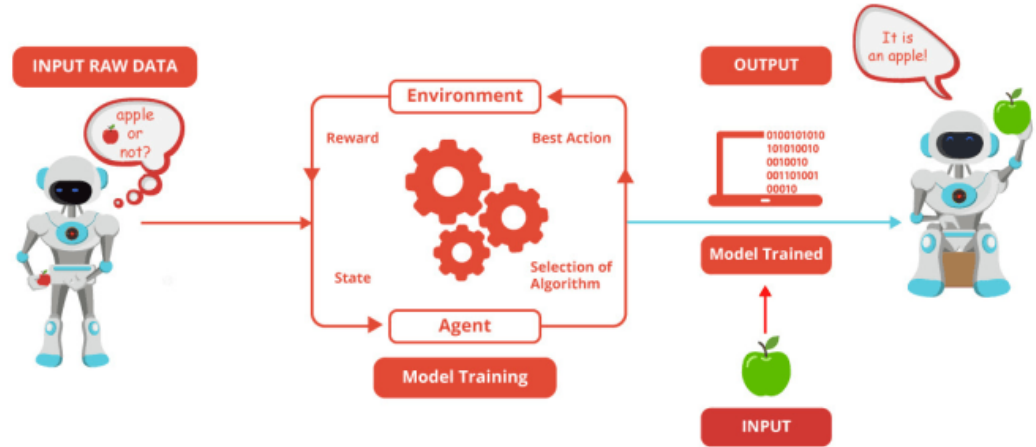 INPUT RAW DATA
apple
or
not?
Environment
Reward
Best Action
State
Selection of
Algorithm
Agent
Model Training
OUTPUT
0100101010
101010010
0010010
001101001
00010
Model Trained
INPUT
It is
an apple!